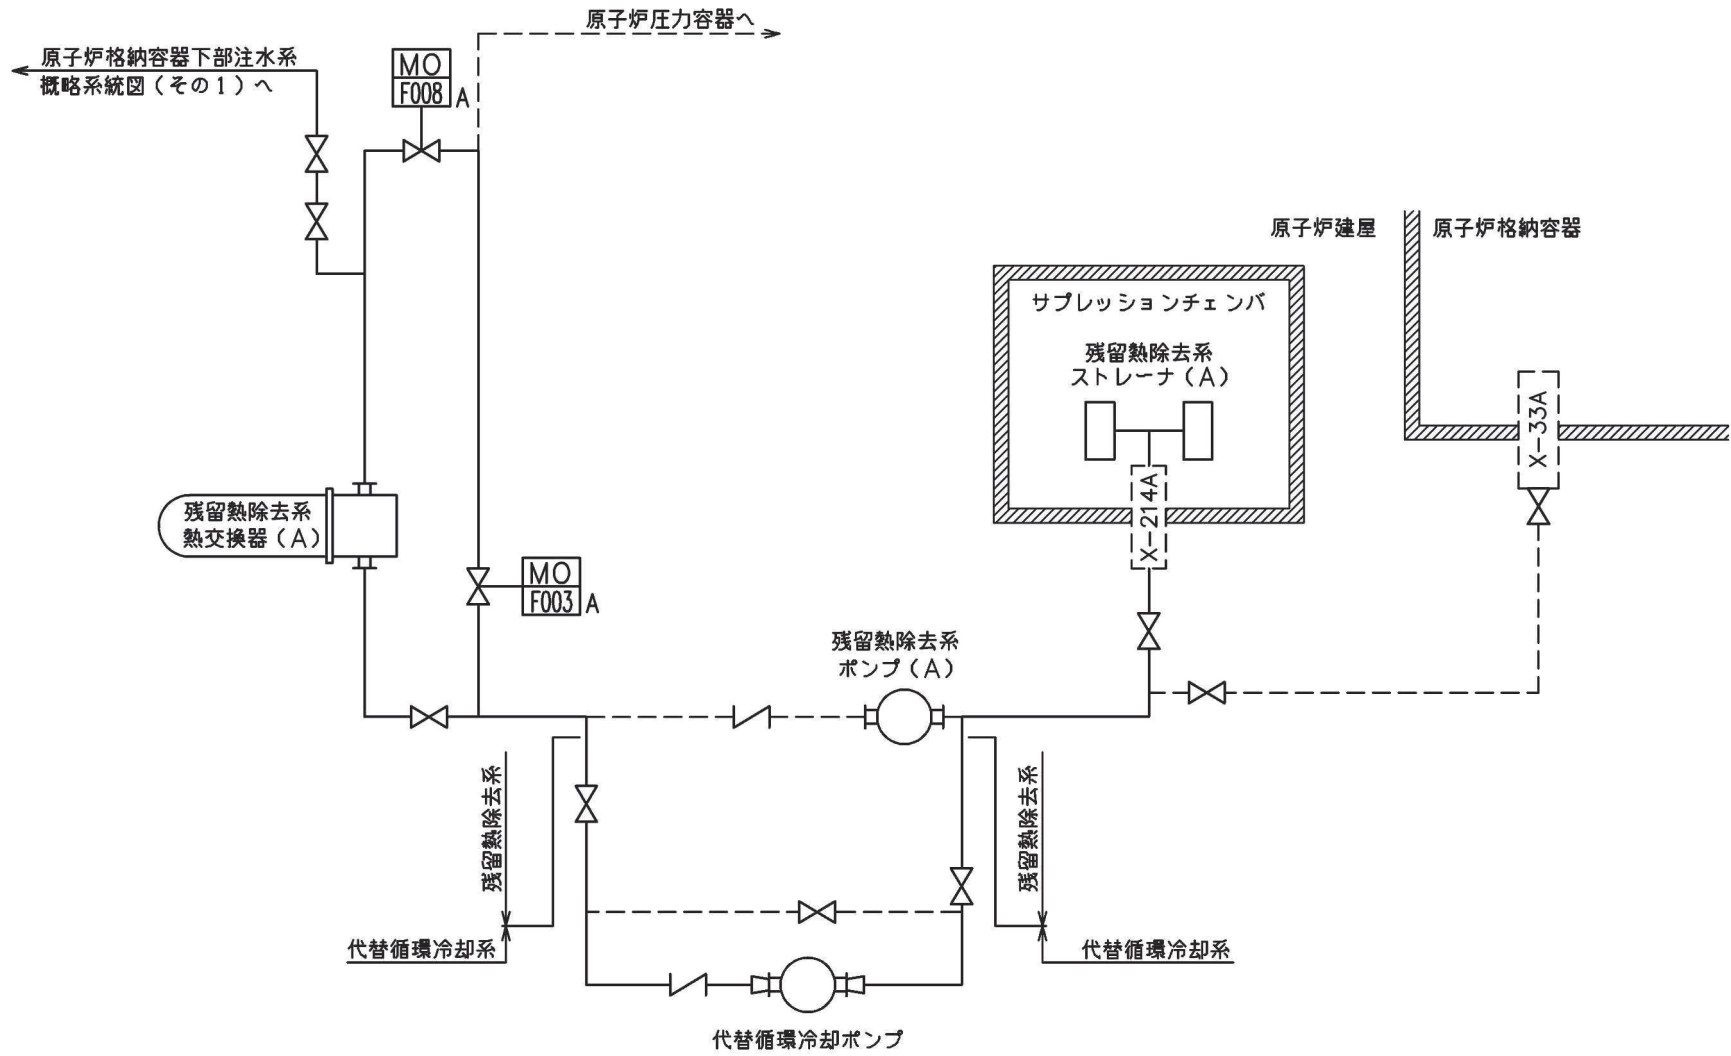 原子炉圧力容器へ
原子炉格納容器下部注水系
概略系統図(その1)へ
MO
F008
A
原子炉建屋
原子炉格納容器
サプレッションチェンバ
残留熱除去系
ストレーナ(A)
X-33A
X-214A
残留熱除去系
熱交換器(A)
MO
F003
A
残留熱除去系
ポンプ(A)
残留熱除去系
残留熱除去系
代替循環冷却系
代替循環冷却系
代替循環冷却ポンプ